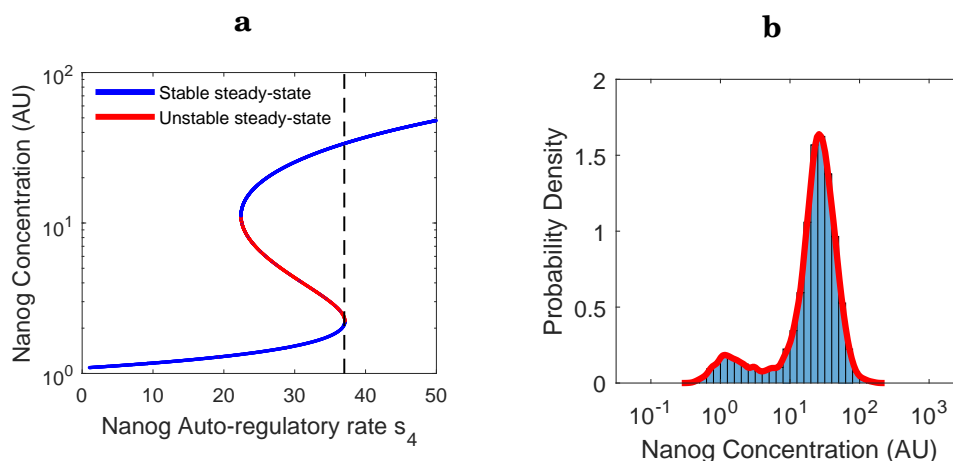 a
Nanog Concentration (AU)
10^2
10^1
10^0
Stable steady-state
Unstable steady-state
0 10 20 30 40 50
Nanog Auto-regulatory rate s_4
b
Probability Density
2
1.5
1
0.5
0
10^-1 10^0 10^1 10^2 10^3
Nanog Concentration (AU)